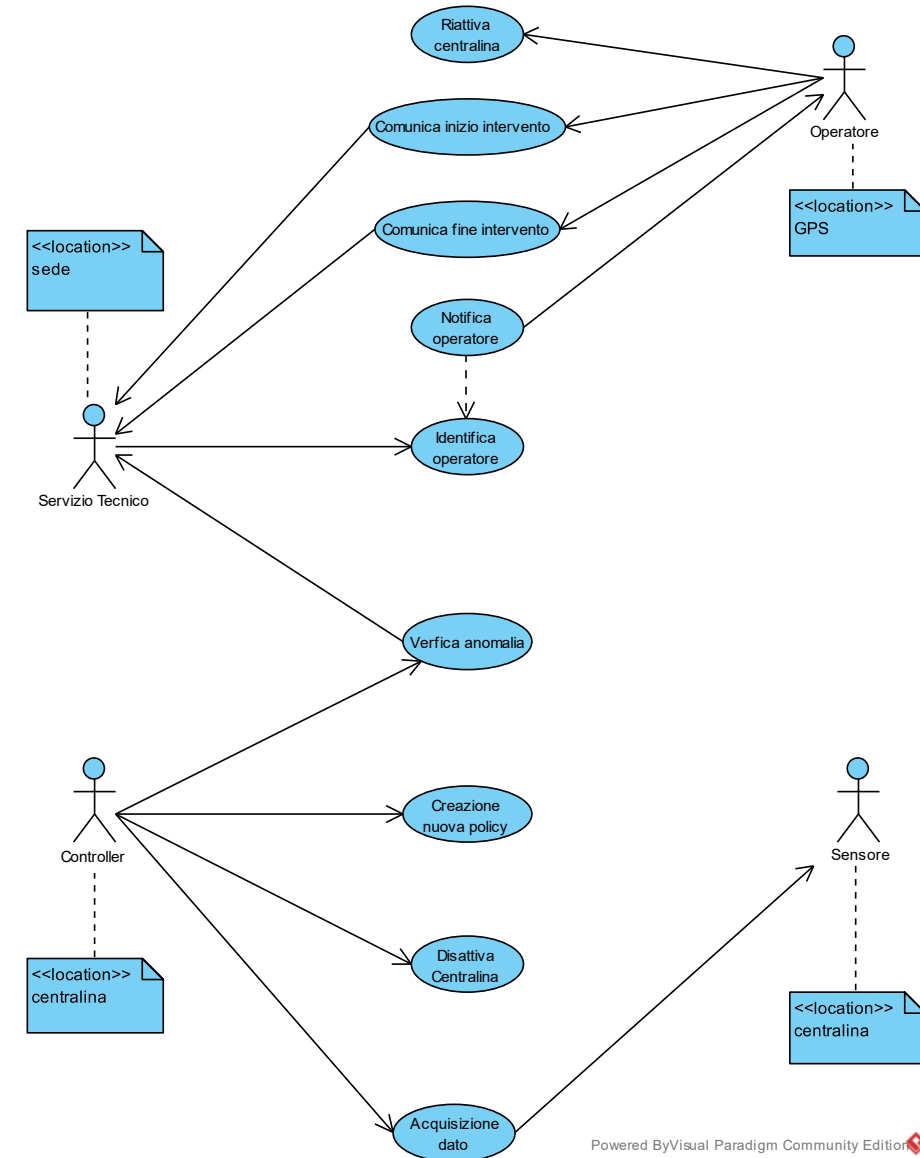 Riattiva
centralina
Operatore
Comunica inizio intervento
<<location>>
GPS
Comunica fine intervento
<<location>>
sede
Notifica
operatore
Identifica
operatore
Servizio Tecnico
Verfica anomalia
Creazione
nuova policy
Controller
Sensore
Disattiva
Centralina
<<location>>
centralina
<<location>>
centralina
Acquisizione
dato
Powered ByVisual Paradigm Community Edition